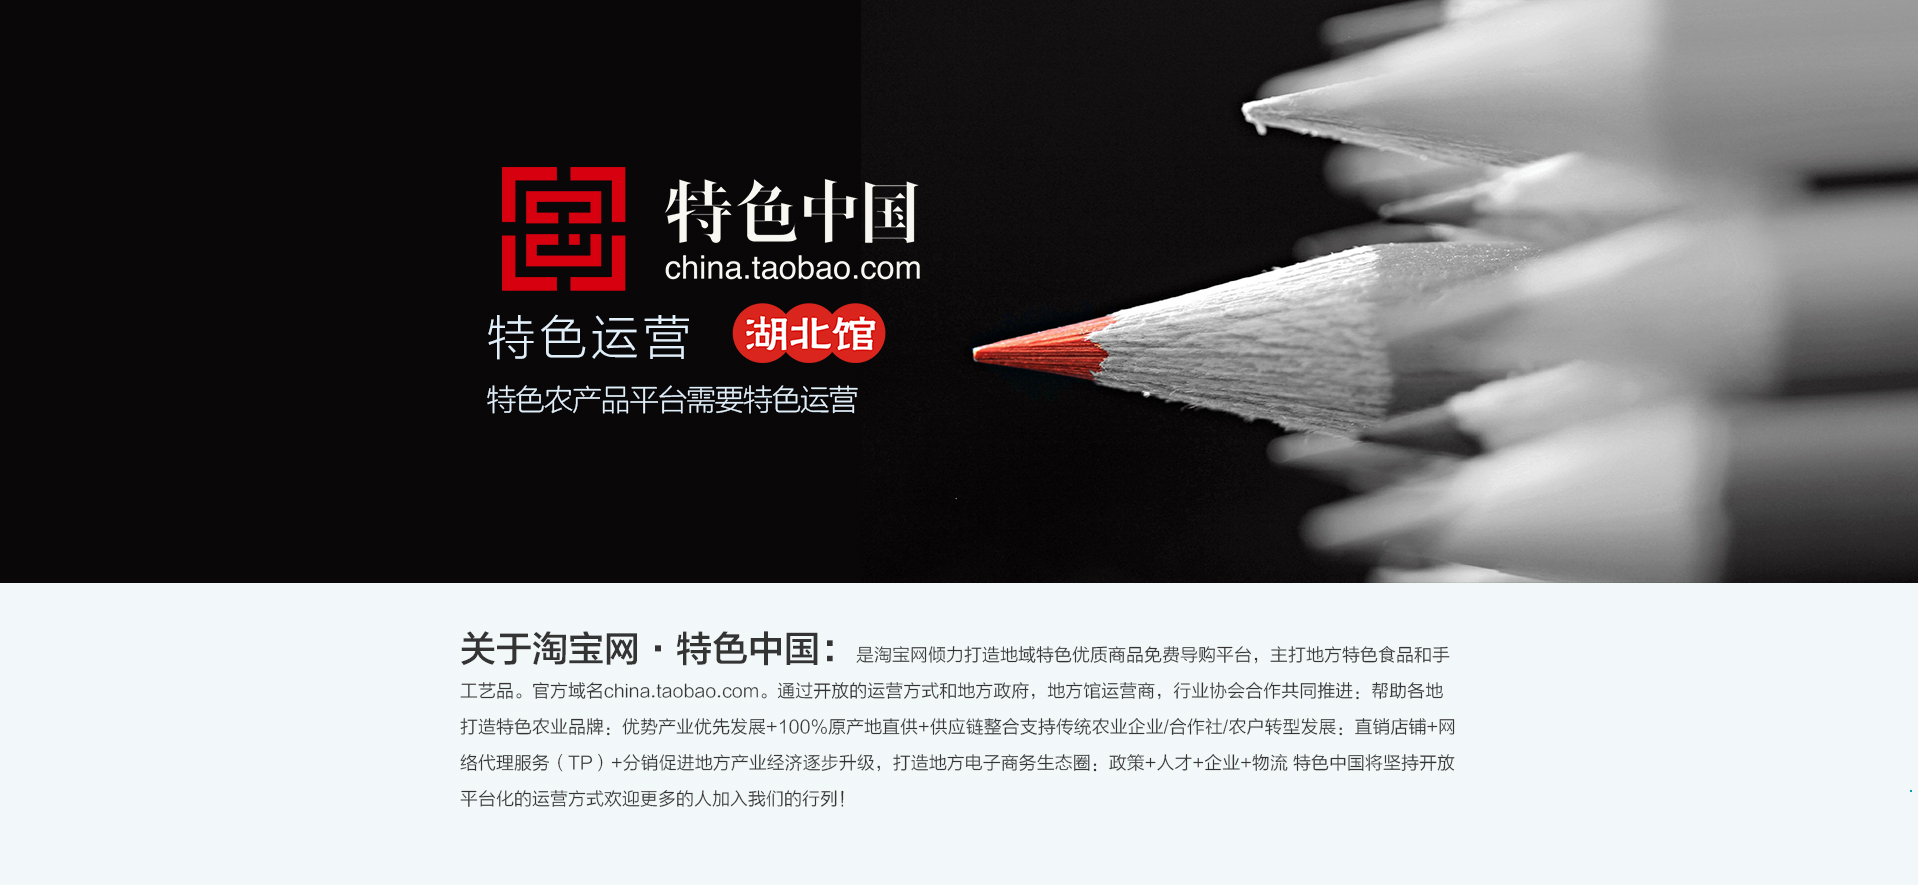 特色中国
china.taobao.com
特色运营 湖北馆
特色农产品平台需要特色运营
关于淘宝网·特色中国：是淘宝网倾力打造地域特色优质商品免费导购平台，主打地方特色食品和手
工艺品。官方域名china.taobao.com。通过开放的运营方式和地方政府，地方馆运营商，行业协会合作共同推进：帮助各地
打造特色农业品牌：优势产业优先发展+100%原产地直供+供应链整合支持传统农业企业/合作社/农户转型发展：直销店铺+网
络代理服务（TP）+分销促进地方产业经济逐步升级，打造地方电子商务生态圈：政策+人才+企业+物流 特色中国将坚持开放
平台化的运营方式欢迎更多的人加入我们的行列！